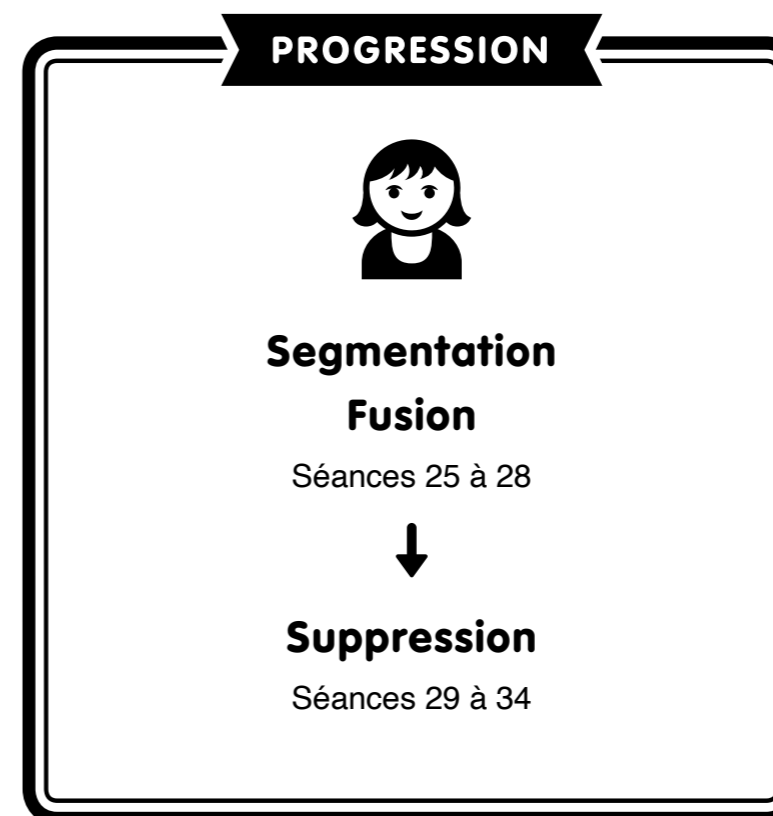 PROGRESSION
Segmentation
Fusion
Séances 25 à 28
Suppression
Séances 29 à 34